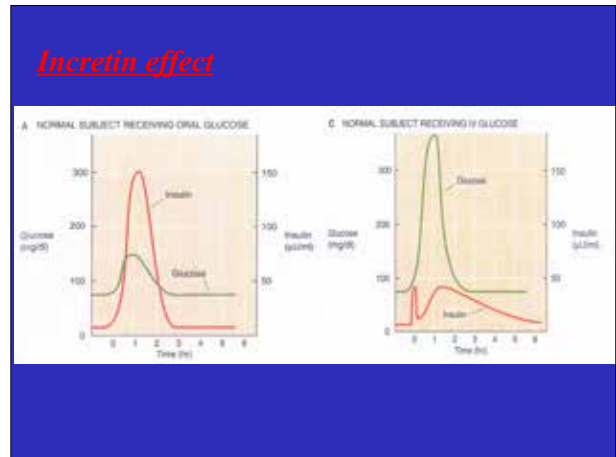 Incretin effect
A NORMAL SUBJECT RECEIVING ORAL GLUCOSE
300
200
100
0
Glucose
(mg/dl)
150
100
50
Insulin
(μU/ml)
Insulin
Glucose
0 1 2 3 4 5 6
Time (hr)
C NORMAL SUBJECT RECEIVING IV GLUCOSE
300
200
100
0
Glucose
(mg/dl)
150
100
50
Insulin
(μU/ml)
Glucose
Insulin
0 1 2 3 4 5 6
Time (hr)